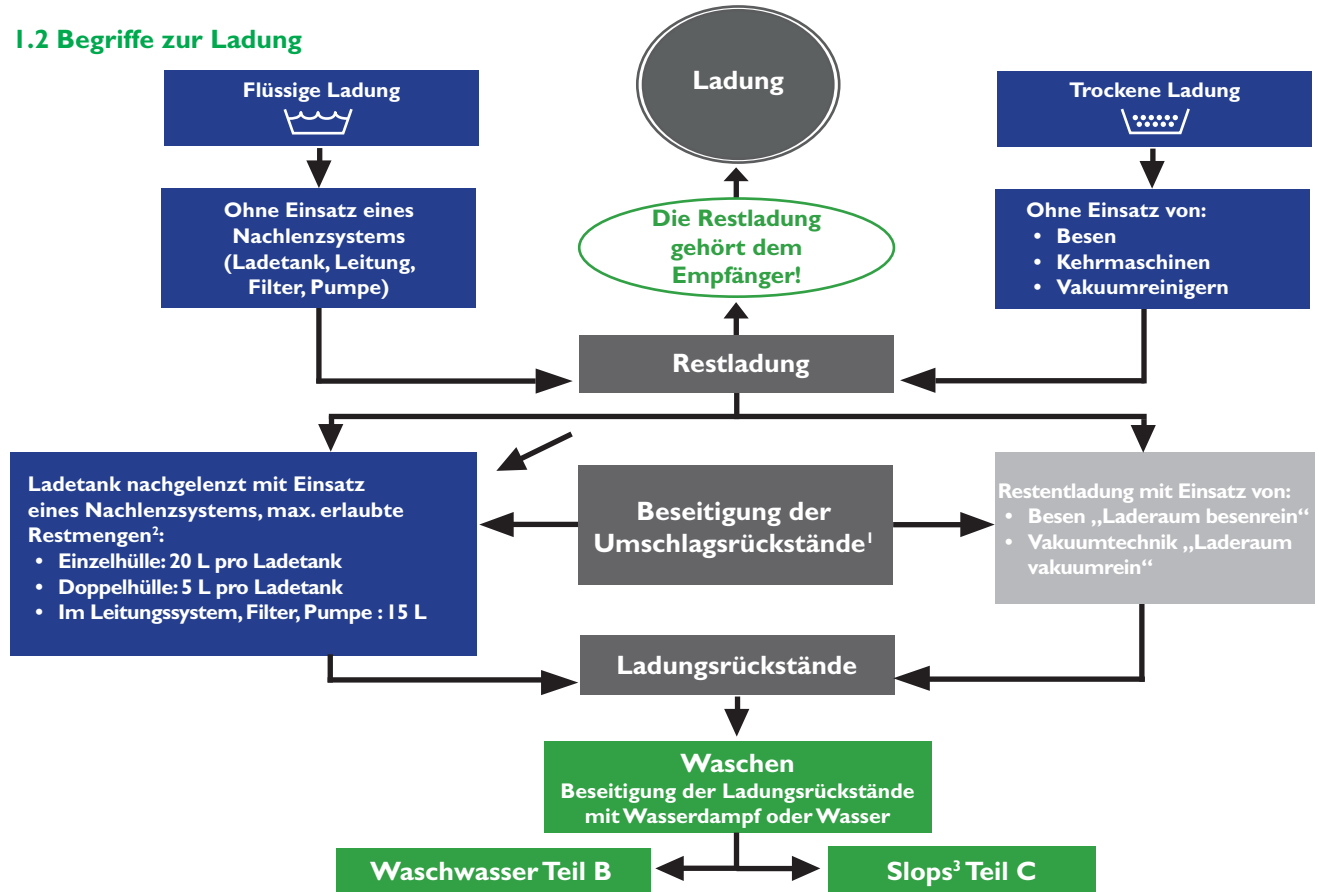 1.2 Begriffe zur Ladung
Flüssige Ladung
Ladung
Trockene Ladung
Ohne Einsatz eines
Nachlenzsystems
(Ladetank, Leitung,
Filter, Pumpe)
Die Restladung
gehört dem
Empfänger!
Ohne Einsatz von:
• Besen
• Kehrmaschinen
• Vakuumreinigern
Restladung
Ladetank nachgelenzt mit Einsatz
eines Nachlenzsystems, max. erlaubte
Restmengen²:
• Einzelhülle: 20 L pro Ladetank
• Doppelhülle: 5 L pro Ladetank
• Im Leitungssystem, Filter, Pumpe : 15 L
Beseitigung der
Umschlagsrückstände¹
Restentladung mit Einsatz von:
• Besen „Laderaum besenrein“
• Vakuumtechnik „Laderaum
vakuumrein“
Ladungsrückstände
Waschen
Beseitigung der Ladungsrückstände
mit Wasserdampf oder Wasser
Waschwasser Teil B
Slops³ Teil C